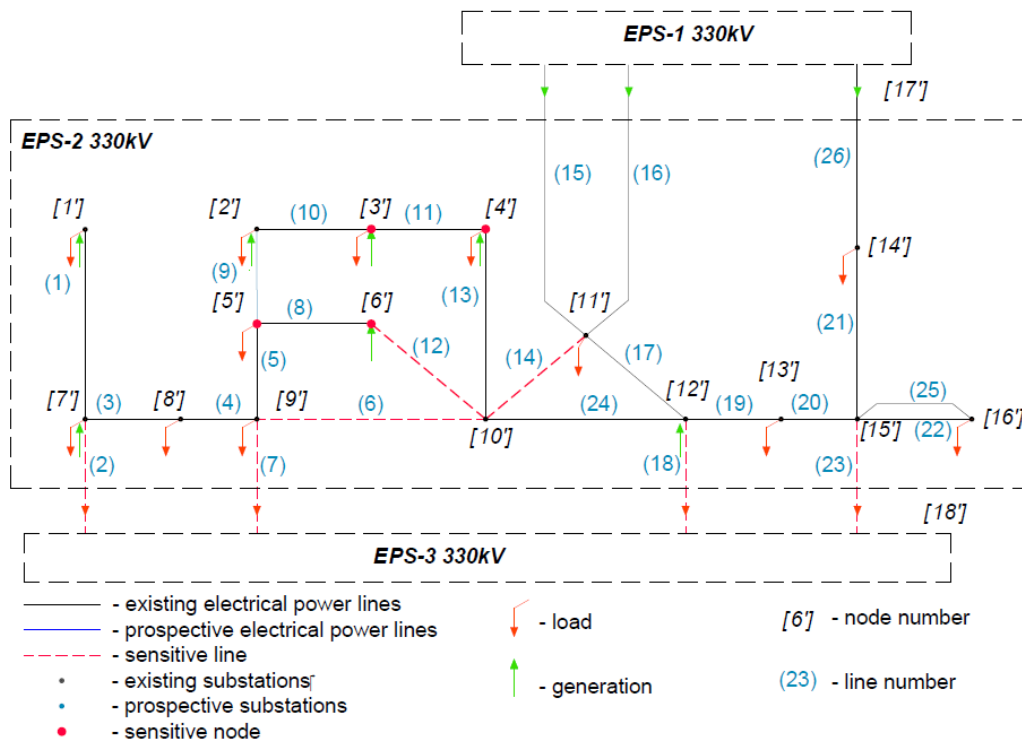 EPS-1 330kV
[17']
EPS-2 330kV
(26)
(15) (16)
[1'] [2'] (10) [3'] (11) [4']
[14']
(1) (9) (13)
[5'] (8) [6'] [11'] (21)
(12) (14) (17)
(5) [13']
[7'] (3) [8'] (4) [9'] (6) (24) [12'] (19) (20) (25)
[10'] [15'] (22) [16']
(2) (7) (18) (23)
[18']
EPS-3 330kV
- existing electrical power lines
- prospective electrical power lines
- sensitive line
- existing substations
- prospective substations
- sensitive node
- load
- generation
[6'] - node number
(23) - line number